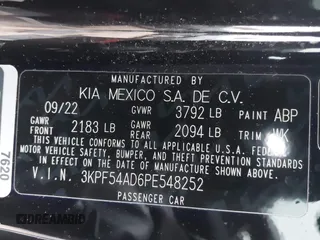 MANUFACTURED BY
KIA MEXICO S.A. DE C.V.
09/22 GVWR 3792 LB PAINT ABP
GAWR FRONT 2183 LB GAWR REAR 2094 LB TRIM WK
THIS VEHICLE CONFORMS TO ALL APPLICABLE U.S.A. FEDERAL
MOTOR VEHICLE SAFETY, BUMPER, AND THEFT PREVENTION STANDARDS
IN EFFECT ON THE DATE OF MANUFACTURE SHOWN ABOVE.
V.I.N. 3KPF54AD6PE548252
PASSENGER CAR
7620
DREAMBID